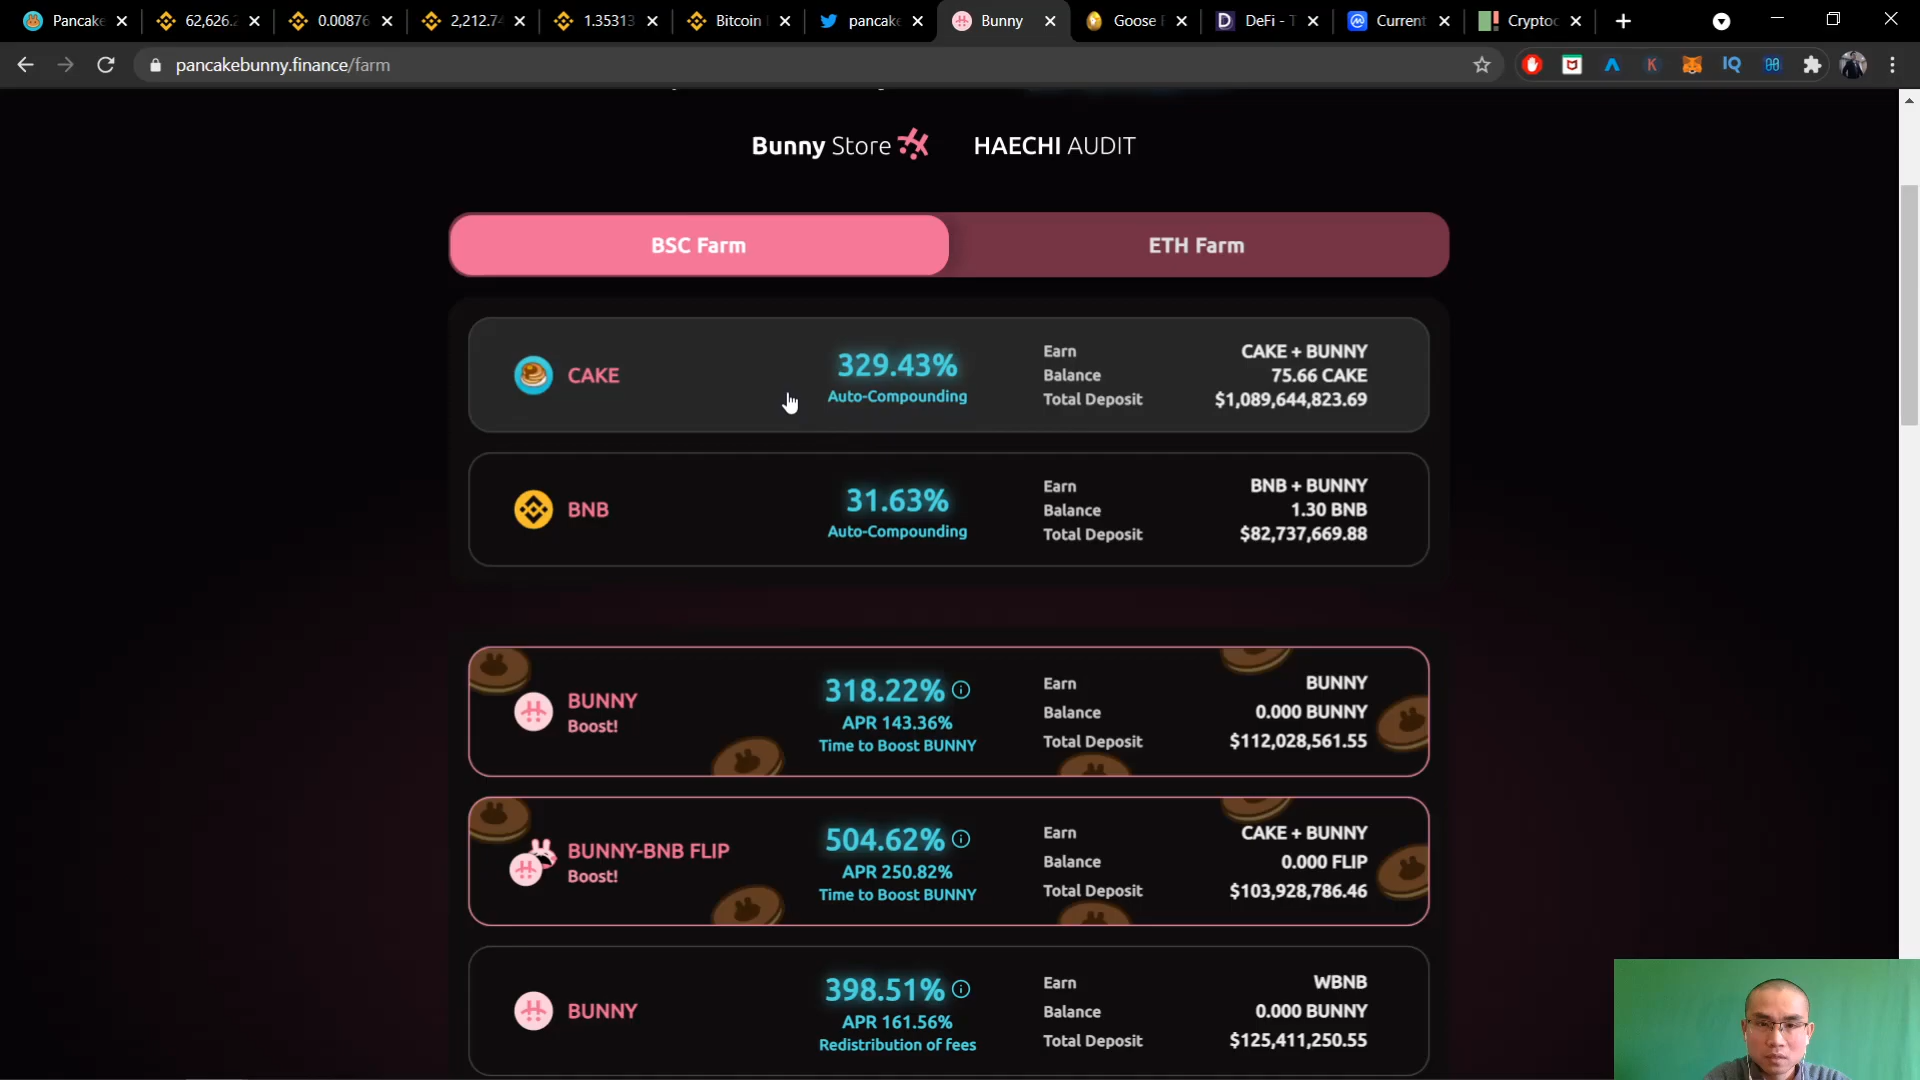 Pancake
62,626.
0.00876
2,212.74
1.35313
Bitcoin
pancake
Bunny
Goose F
DeFi - T
Current
Crypto
pancakebunny.finance/farm
Bunny Store HAECHI AUDIT
BSC Farm ETH Farm
CAKE
329.43%
Auto-Compounding
Earn CAKE + BUNNY
Balance 75.66 CAKE
Total Deposit $1,089,644,823.69
BNB
31.63%
Auto-Compounding
Earn BNB + BUNNY
Balance 1.30 BNB
Total Deposit $82,737,669.88
BUNNY
Boost!
318.22%
APR 143.36%
Time to Boost BUNNY
Earn BUNNY
Balance 0.000 BUNNY
Total Deposit $112,028,561.55
BUNNY-BNB FLIP
Boost!
504.62%
APR 250.82%
Time to Boost BUNNY
Earn CAKE + BUNNY
Balance 0.000 FLIP
Total Deposit $103,928,786.46
BUNNY
398.51%
APR 161.56%
Redistribution of fees
Earn WBNB
Balance 0.000 BUNNY
Total Deposit $125,411,250.55